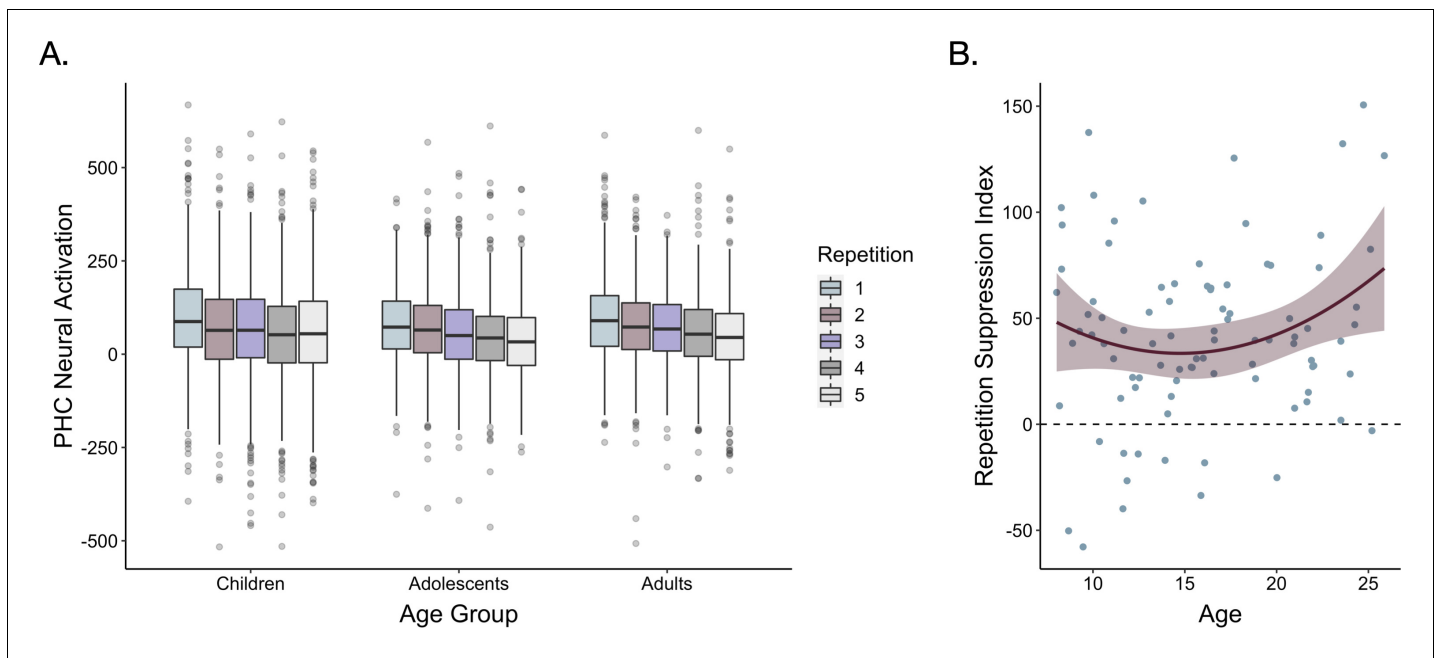 A.
PHC Neural Activation
500
250
0
-250
-500
Children
Adolescents
Adults
Age Group
Repetition
1
2
3
4
5
B.
Repetition Suppression Index
150
100
50
0
-50
10
15
20
25
Age